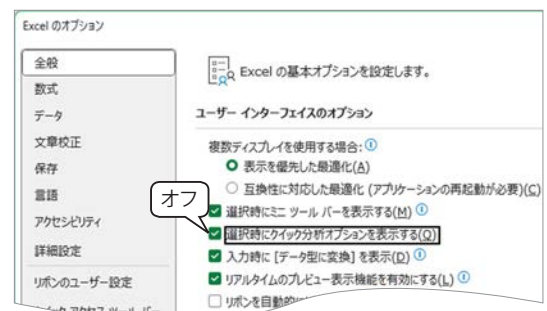 Excel のオプション
全般
数式
データ
文章校正
保存
言語
アクセシビリティ
詳細設定
リボンのユーザー設定
Excel の基本オプションを設定します。
ユーザー インターフェイスのオプション
複数ディスプレイを使用する場合:
表示を優先した最適化(A)
互換性に対応した最適化 (アプリケーションの再起動が必要)(C)
オフ
選択時にミニ ツール バーを表示する(M)
選択時にクイック分析オプションを表示する(Q)
入力時に [データ型に変換] を表示(D)
リアルタイムのプレビュー表示機能を有効にする(L)
リボンを自動的に